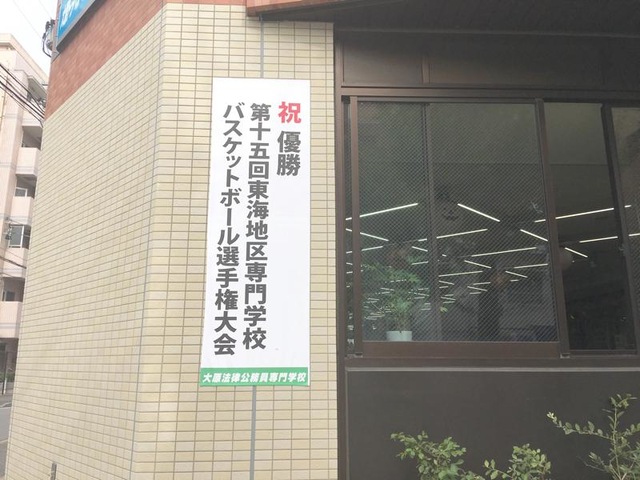 祝 優勝
第十五回東海地区専門学校
バスケットボール選手権大会
大原法律公務員専門学校